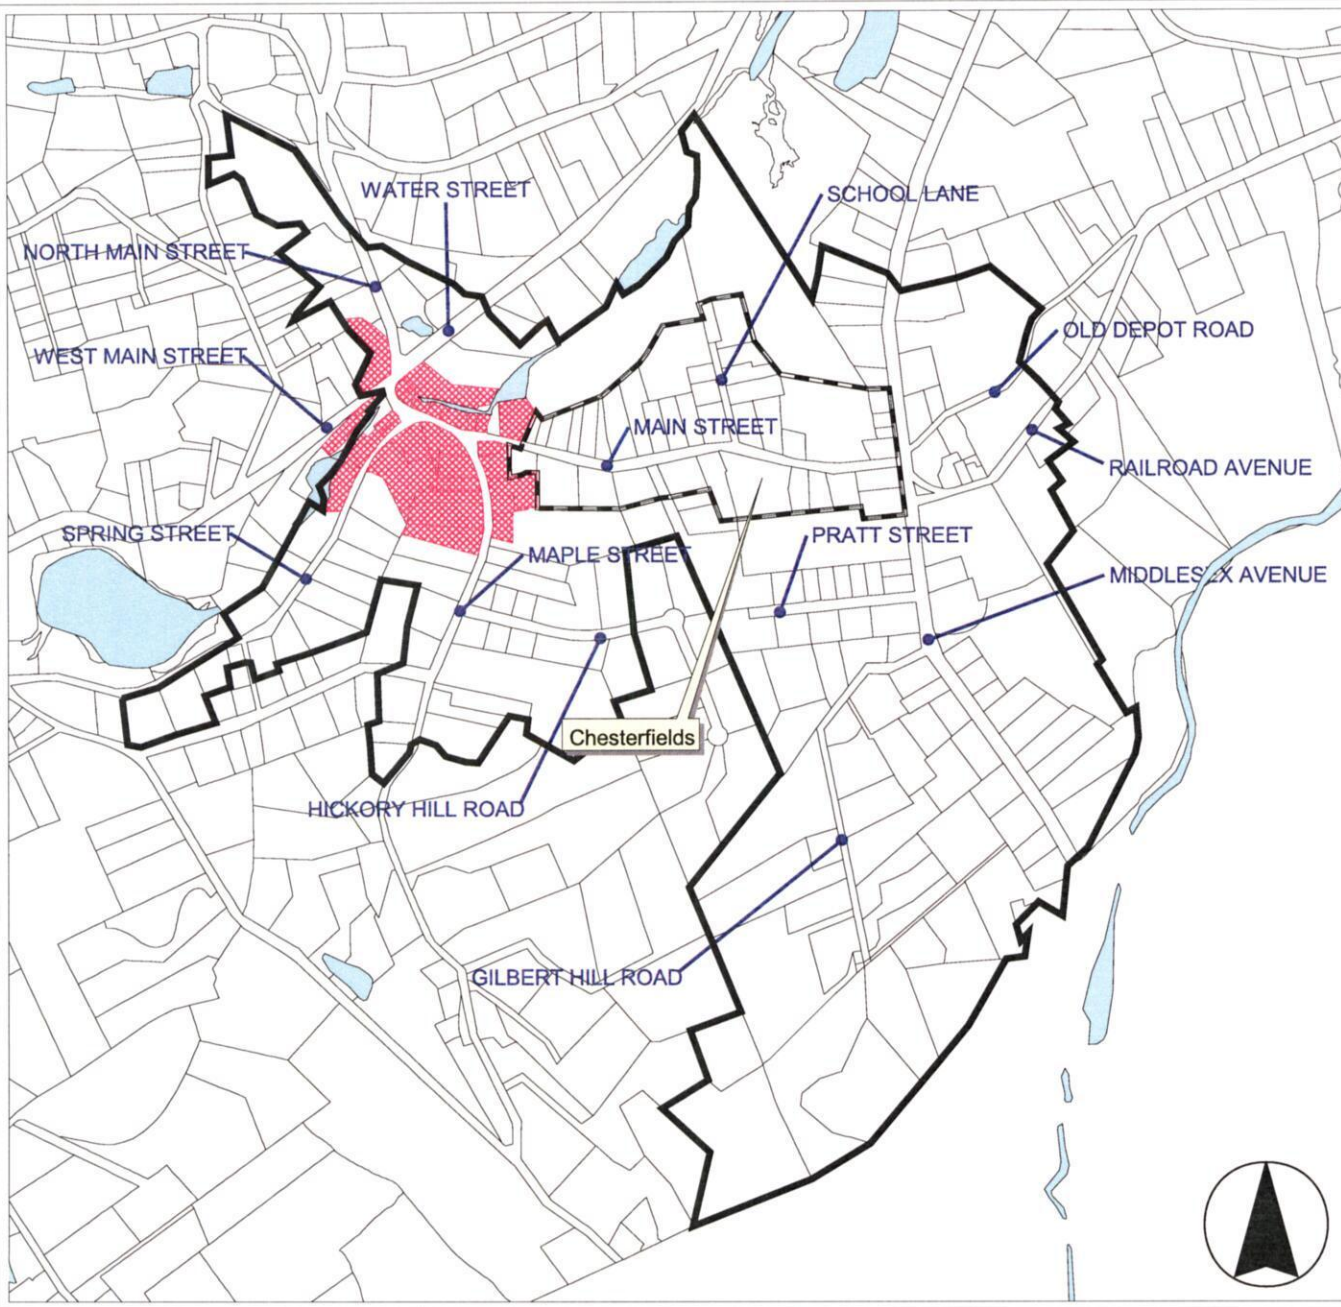 WATER STREET
SCHOOL LANE
NORTH MAIN STREET
OLD DEPOT ROAD
WEST MAIN STREET
MAIN STREET
RAILROAD AVENUE
SPRING STREET
PRATT STREET
MAPLE STREET
MIDDLESEX AVENUE
Chesterfields
HICKORY HILL ROAD
GILBERT HILL ROAD